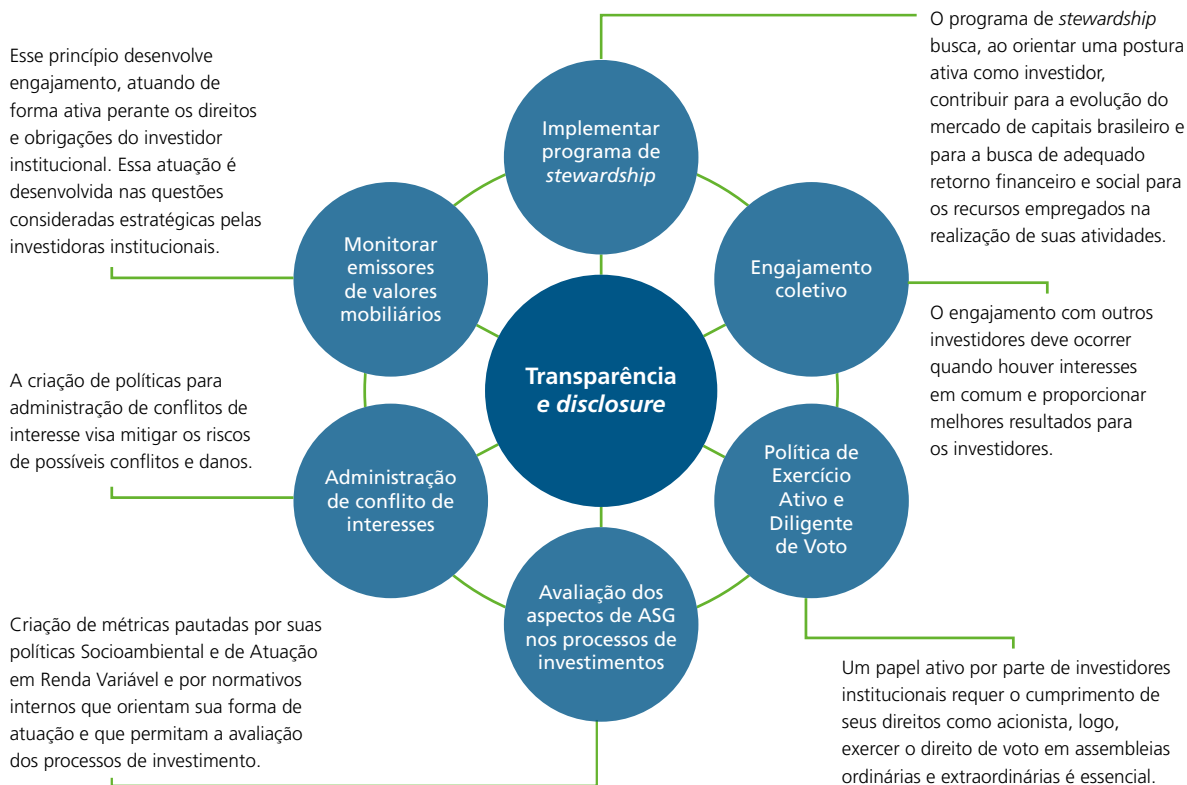 O programa de stewardship
busca, ao orientar uma postura
ativa como investidor,
contribuir para a evolução do
mercado de capitais brasileiro e
para a busca de adequado
retorno financeiro e social para
os recursos empregados na
realização de suas atividades.
Esse princípio desenvolve
engajamento, atuando de
forma ativa perante os direitos
e obrigações do investidor
institucional. Essa atuação é
desenvolvida nas questões
consideradas estratégicas pelas
investidoras institucionais.
Implementar
programa de
stewardship
Monitorar
emissores
de valores
mobiliários
Engajamento
coletivo
O engajamento com outros
investidores deve ocorrer
quando houver interesses
em comum e proporcionar
melhores resultados para
os investidores.
Transparência
e disclosure
A criação de políticas para
administração de conflitos de
interesse visa mitigar os riscos
de possíveis conflitos e danos.
Administração
de conflito de
interesses
Política de
Exercício
Ativo e
Diligente
de Voto
Avaliação dos
aspectos de ASG
nos processos de
investimentos
Criação de métricas pautadas por suas
políticas Socioambiental e de Atuação
em Renda Variável e por normativos
internos que orientam sua forma de
atuação e que permitam a avaliação
dos processos de investimento.
Um papel ativo por parte de investidores
institucionais requer o cumprimento de
seus direitos como acionista, logo,
exercer o direito de voto em assembleias
ordinárias e extraordinárias é essencial.